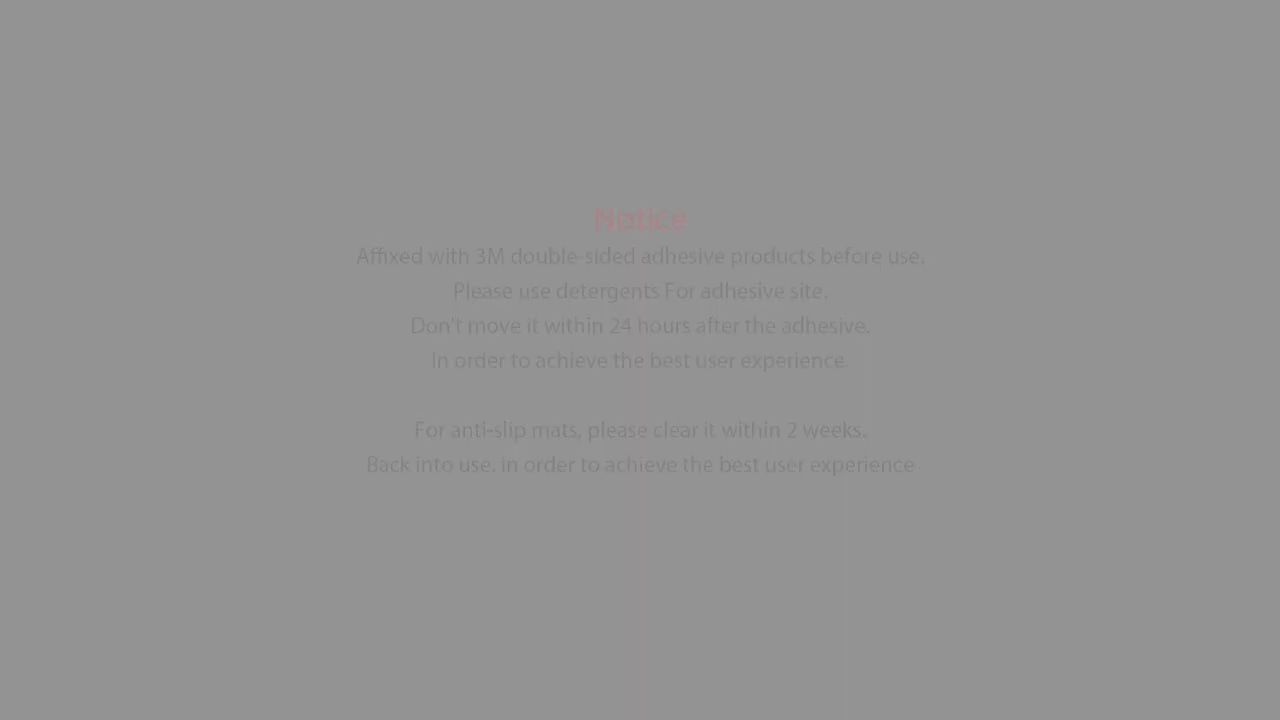 Notice
Affixed with 3M double-sided adhesive products before use.
Please use detergents For adhesive site.
Don't move it within 24 hours after the adhesive.
In order to achieve the best user experience
For anti-slip mats, please clear it within 2 weeks.
Back into use. In order to achieve the best user experience.